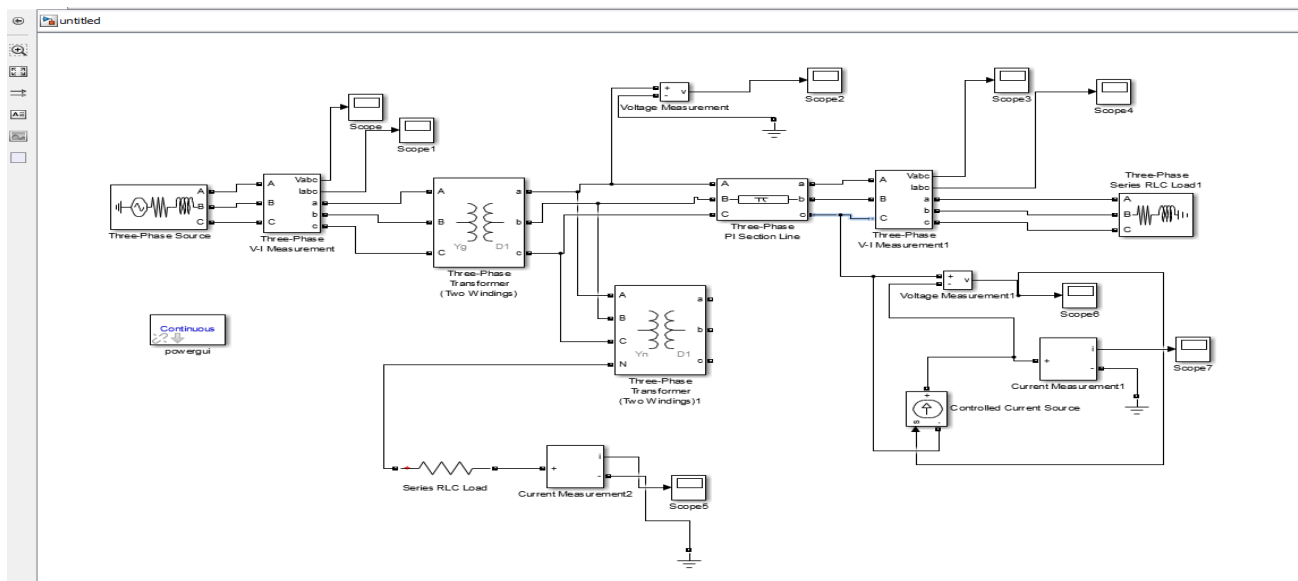 untitled
Scope
Scope1
Vabc
Iabc
A
a
B
b
C
c
Three-Phase
V-I Measurement
A
B
C
Three-Phase Source
A
B
C
a
b
c
Yg
D1
Three-Phase
Transformer
(Two Windings)
+
-
v
Voltage Measurement
Scope2
A
B
C
a
b
c
Three-Phase
PI Section Line
Scope3
Scope4
Vabc
Iabc
A
a
B
b
C
c
Three-Phase
V-I Measurement1
Three-Phase
Series RLC Load1
A
B
C
A
B
C
N
a
b
c
Yn
D1
Three-Phase
Transformer
(Two Windings)1
Continuous
powergui
+
-
v
Voltage Measurement1
Scope6
+
i
-
Current Measurement1
Scope7
+
s
-
Controlled Current Source
Series RLC Load
+
i
-
Current Measurement2
Scope5